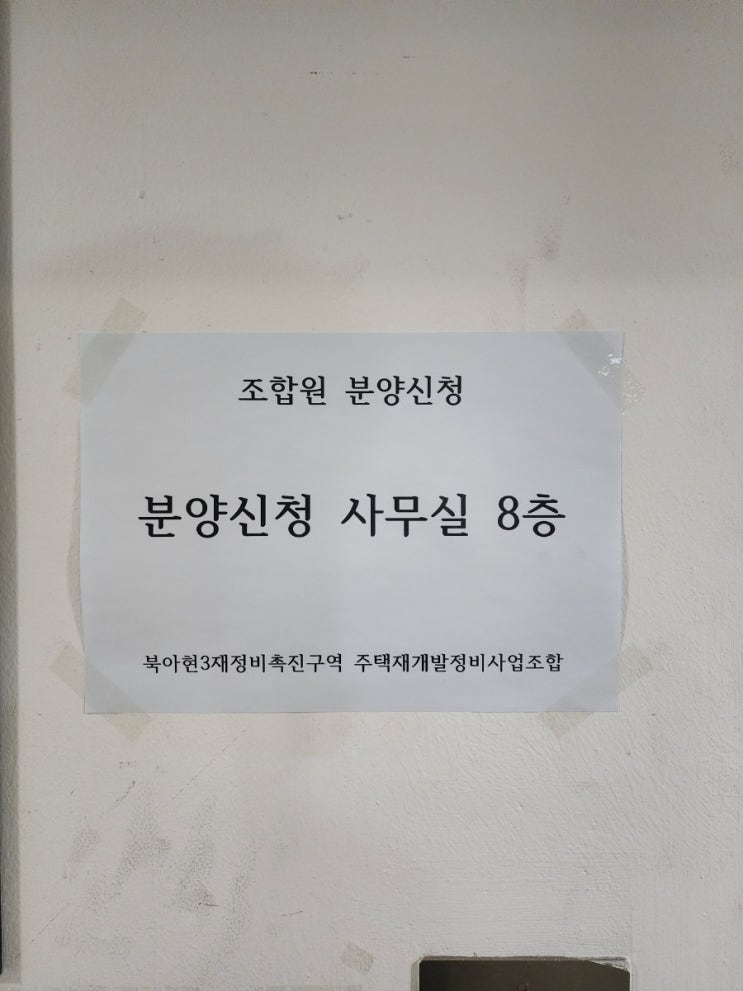 조합원 분양신청
분양신청 사무실 8층
북아현3재정비촉진구역 주택재개발정비사업조합